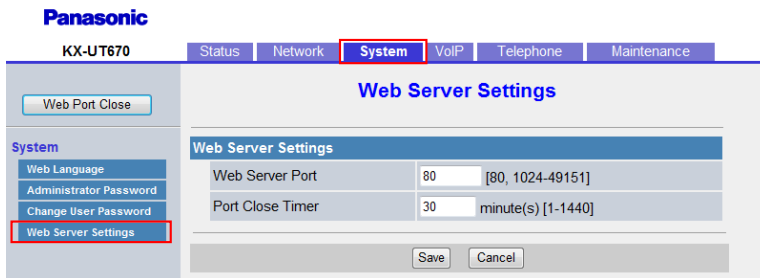 Panasonic
KX-UT670
Status Network System VoIP Telephone Maintenance
Web Port Close
Web Server Settings
System
Web Language
Administrator Password
Change User Password
Web Server Settings
Web Server Settings
Web Server Port 80 [80, 1024-49151]
Port Close Timer 30 minute(s) [1-1440]
Save Cancel